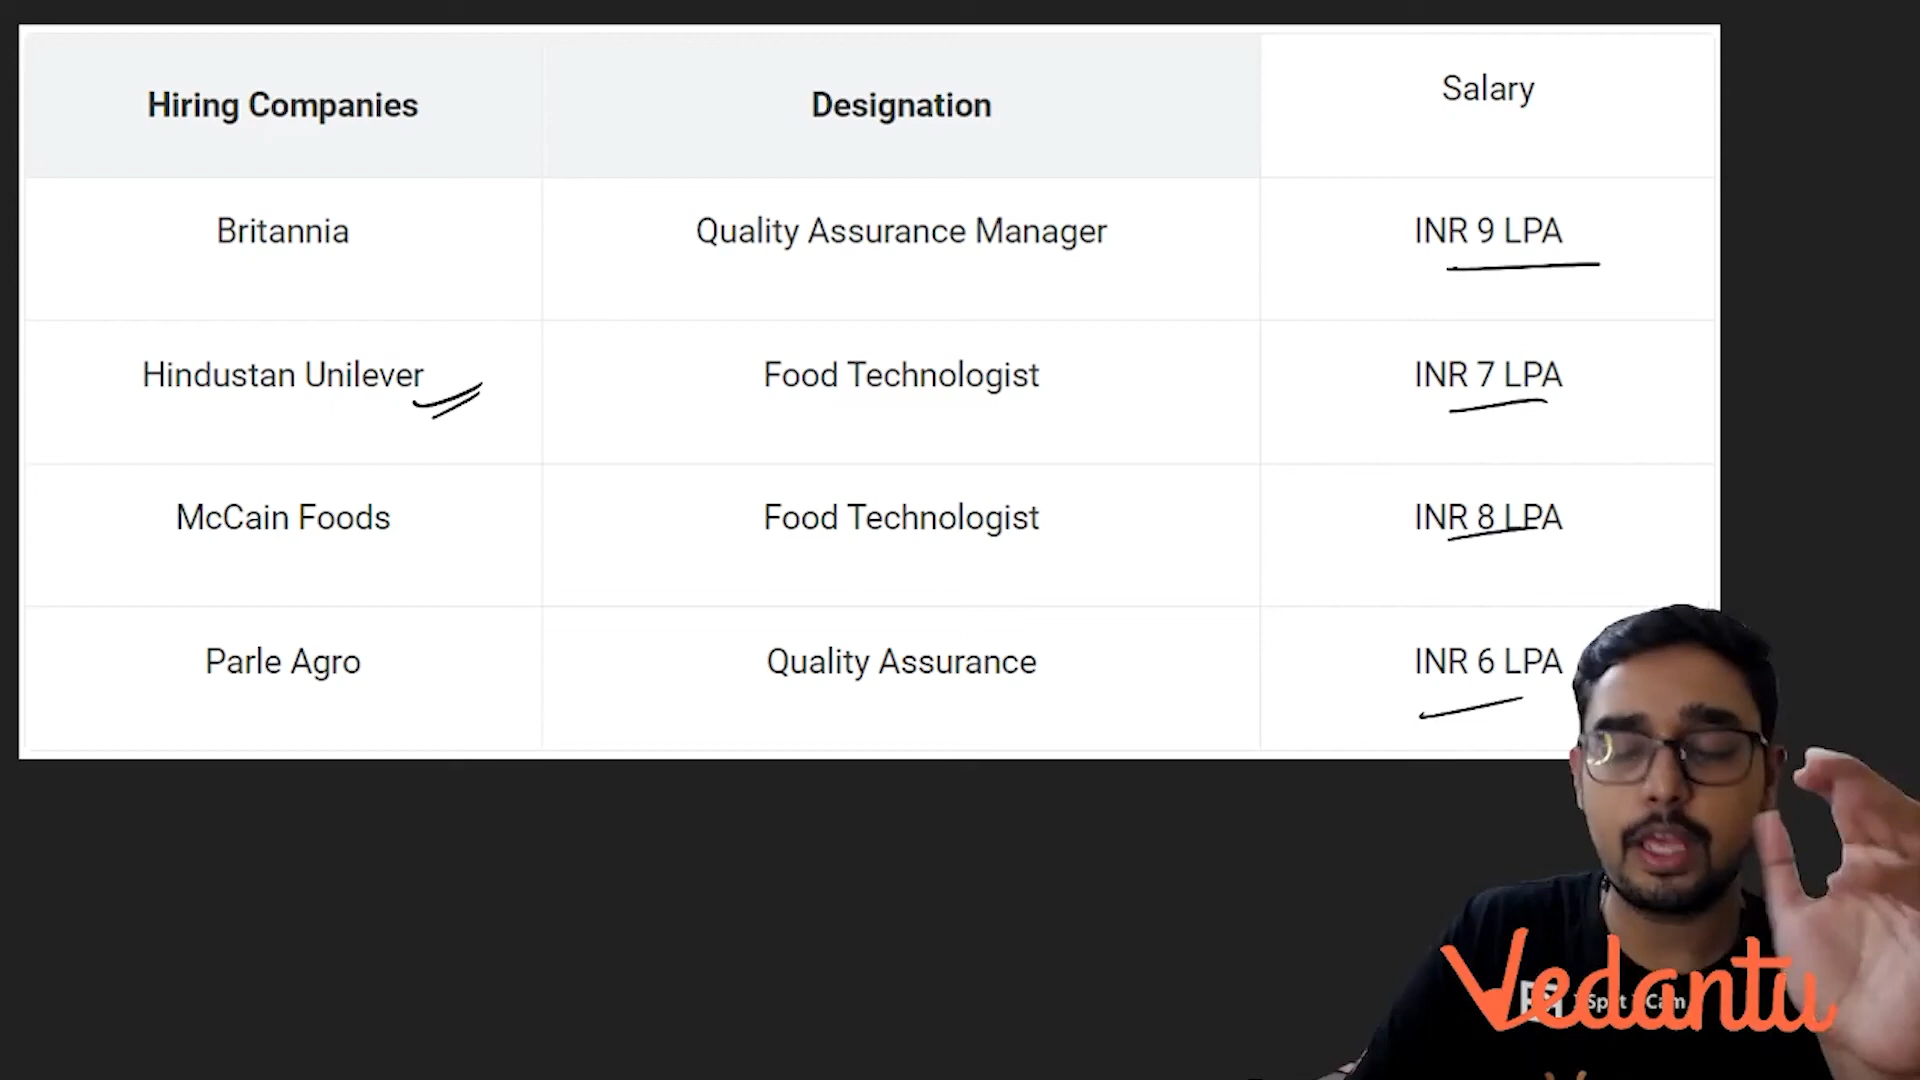 Hiring Companies Designation Salary
Britannia Quality Assurance Manager INR 9 LPA
Hindustan Unilever Food Technologist INR 7 LPA
McCain Foods Food Technologist INR 8 LPA
Parle Agro Quality Assurance INR 6 LPA
Vedantu